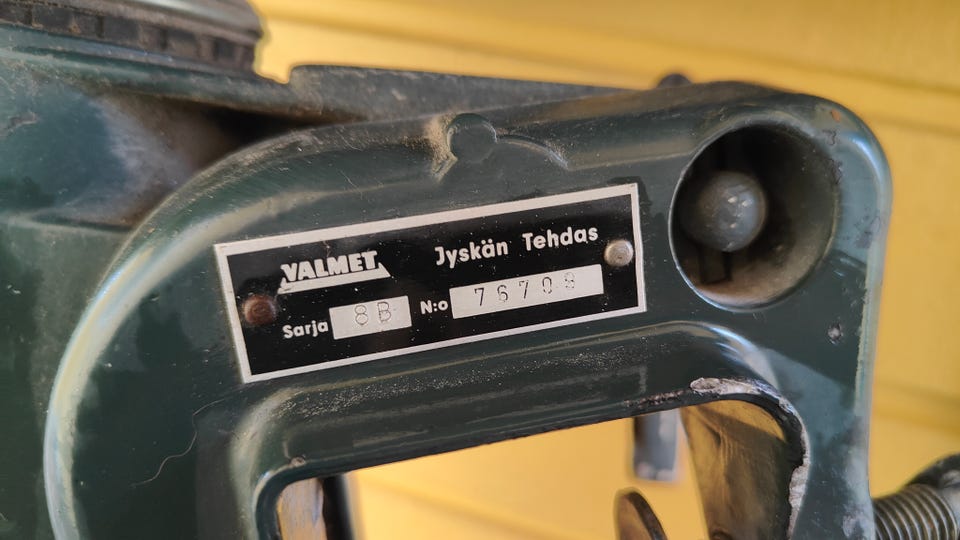 VALMET Jyskän Tehdas
Sarja 8B N:o 76708